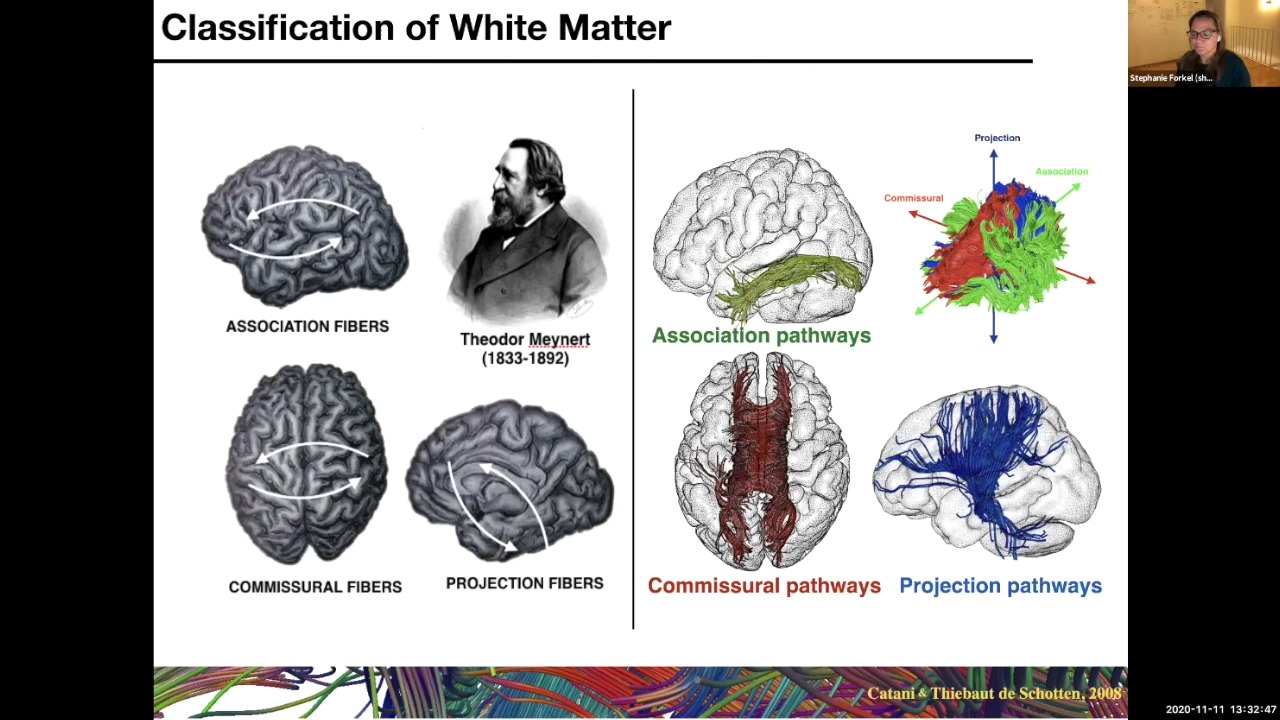 Classification of White Matter
Stephanie Forkel (sh...
Projection
Association
Commissural
ASSOCIATION FIBERS
Theodor Meynert
(1833-1892)
Association pathways
COMMISSURAL FIBERS
PROJECTION FIBERS
Commissural pathways
Projection pathways
Catani & Thiebaut de Schotten, 2008
2020-11-11 13:32:47